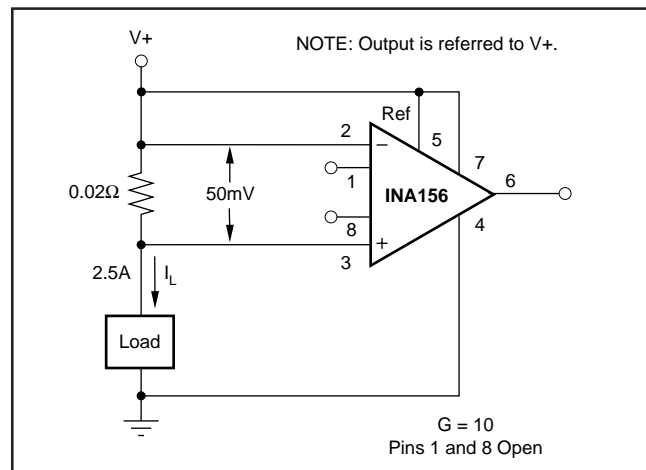 V+
NOTE: Output is referred to V+.
Ref
2
5
−
7
0.02Ω
50mV
1
INA156
6
8
4
+
3
2.5A
I_L
Load
G = 10
Pins 1 and 8 Open